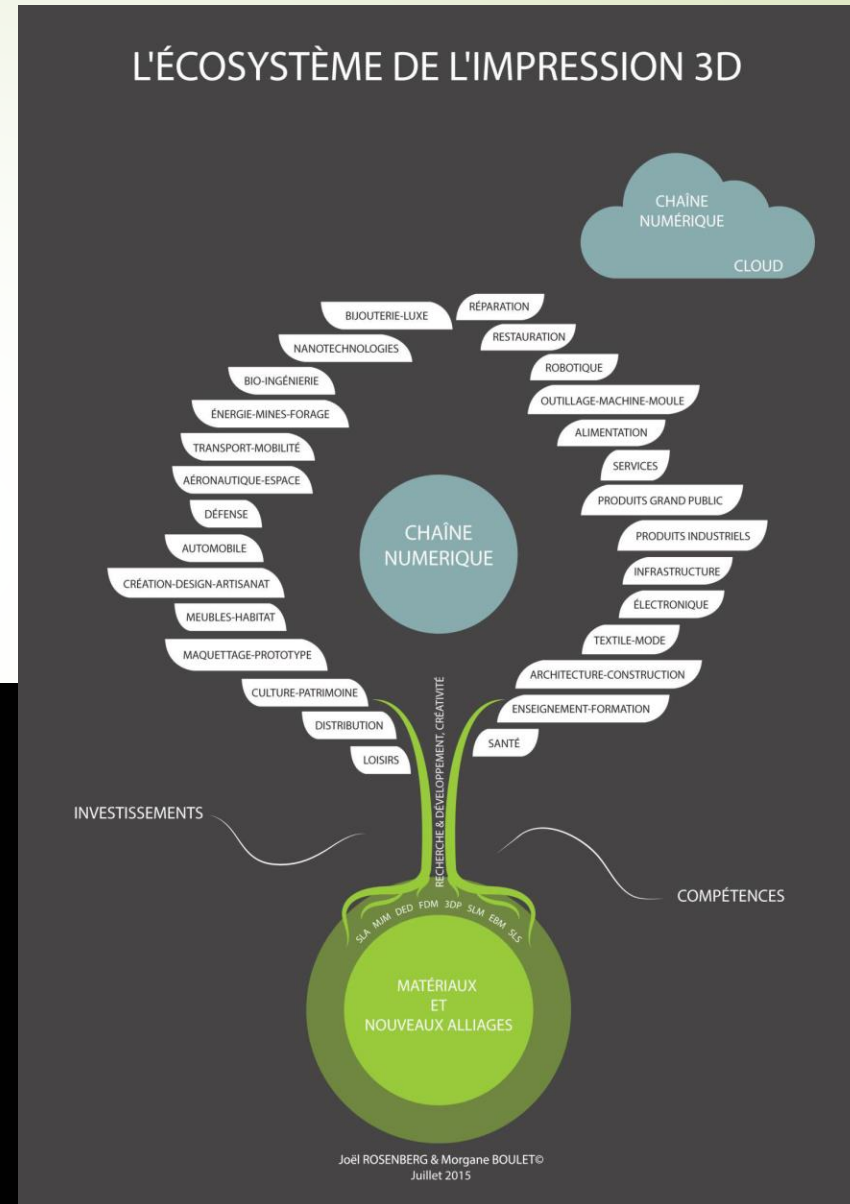 L'ÉCOSYSTÈME DE L'IMPRESSION 3D
CHAÎNE
NUMÉRIQUE
CLOUD
BIJOUTERIE-LUXE
NANOTECHNOLOGIES
BIO-INGÉNIERIE
ÉNERGIE-MINES-FORAGE
TRANSPORT-MOBILITÉ
AÉRONAUTIQUE-ESPACE
DÉFENSE
AUTOMOBILE
CRÉATION-DESIGN-ARTISANAT
MEUBLES-HABITAT
MAQUETTAGE-PROTOTYPE
CULTURE-PATRIMOINE
DISTRIBUTION
LOISIRS
RÉPARATION
RESTAURATION
ROBOTIQUE
OUTILLAGE-MACHINE-MOULE
ALIMENTATION
SERVICES
PRODUITS GRAND PUBLIC
PRODUITS INDUSTRIELS
INFRASTRUCTURE
ÉLECTRONIQUE
TEXTILE-MODE
ARCHITECTURE-CONSTRUCTION
ENSEIGNEMENT-FORMATION
SANTÉ
CHAÎNE
NUMERIQUE
RECHERCHE & DÉVELOPPEMENT, CRÉATIVITÉ
INVESTISSEMENTS
COMPÉTENCES
SLA MJM DED FDM 3DP SLM EBM SLS
MATÉRIAUX
ET
NOUVEAUX ALLIAGES
Joël ROSENBERG & Morgane BOULET©
Juillet 2015